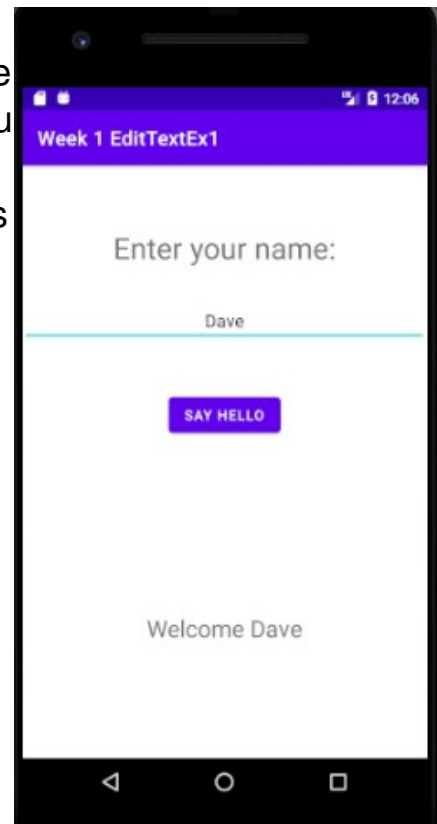 e
u
s
12:06
Week 1 EditTextEx1
Enter your name:
Dave
SAY HELLO
Welcome Dave